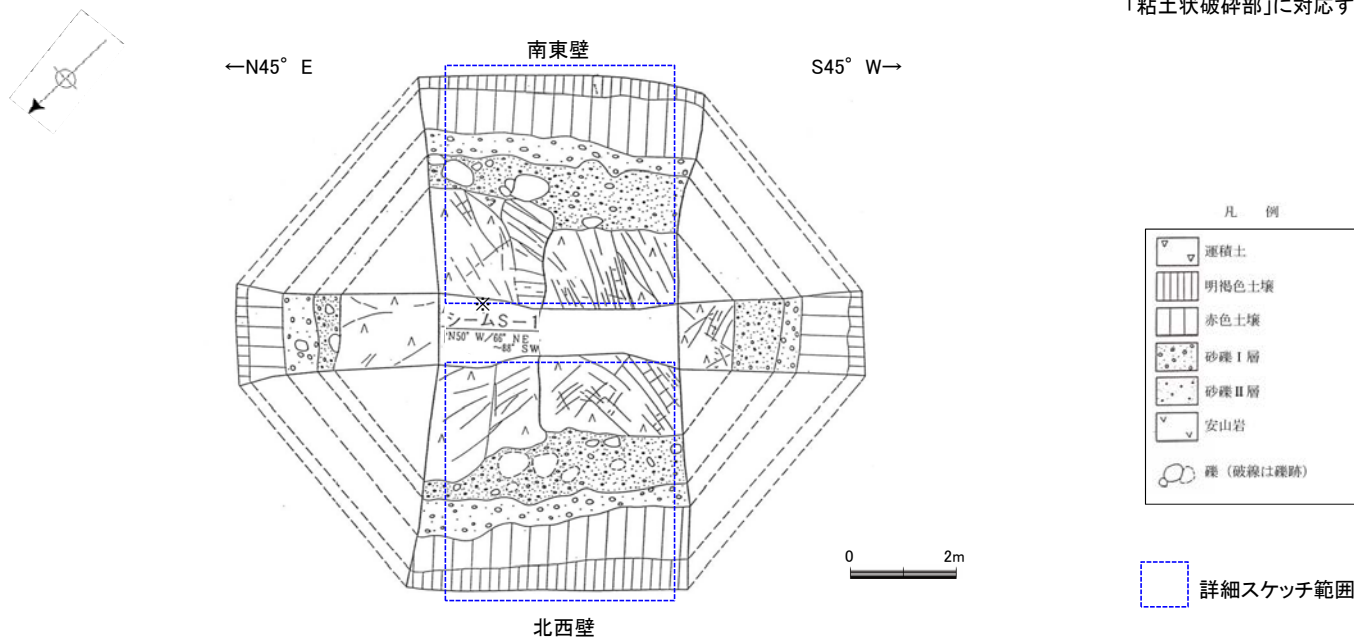 「粘土状破砕部」に対応す
南東壁
←N45° E
S45° W→
※
シームS-1
N50° W/66° NE
~88° SW
北西壁
0 2m
凡 例
運積土
明褐色土壌
赤色土壌
砂礫Ⅰ層
砂礫Ⅱ層
安山岩
礫（破線は礫跡）
詳細スケッチ範囲